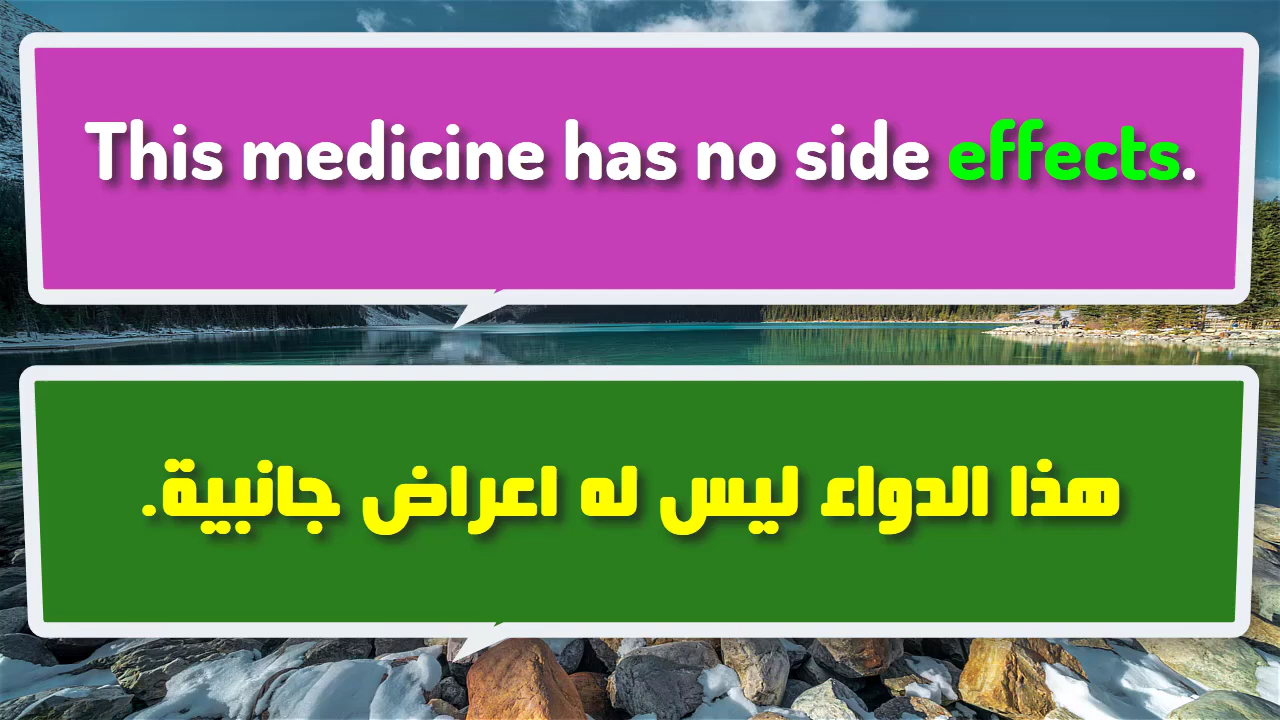 This medicine has no side effects.
هذا الدواء ليس له اعراض جانبية.